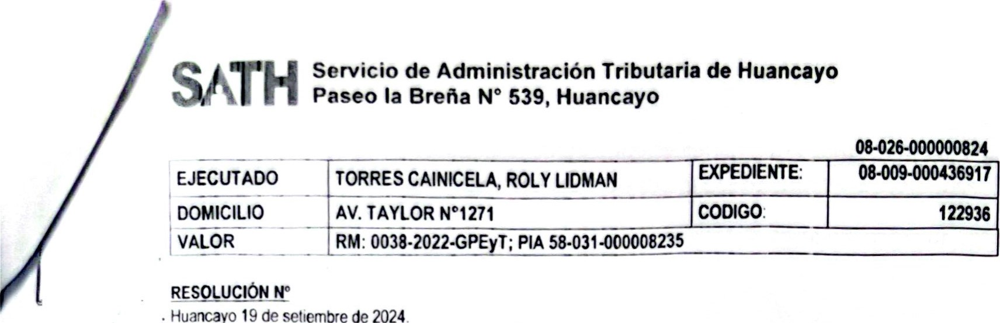 SATH Servicio de Administración Tributaria de Huancayo
Paseo la Breña N° 539, Huancayo
08-026-000000824
EJECUTADO TORRES CAINICELA, ROLY LIDMAN EXPEDIENTE: 08-009-000436917
DOMICILIO AV. TAYLOR Nº1271 CODIGO: 122936
VALOR RM: 0038-2022-GPEyT; PIA 58-031-000008235
RESOLUCIÓN Nº
Huancayo 19 de setiembre de 2024.